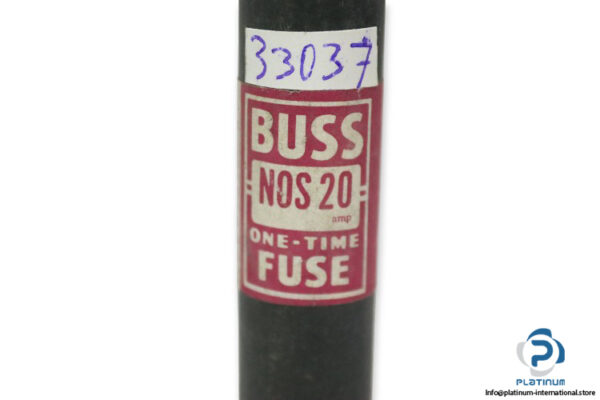 33037
BUSS
NOS 20
amp
ONE-TIME
FUSE
PLATINUM
Info@platinum-international.store